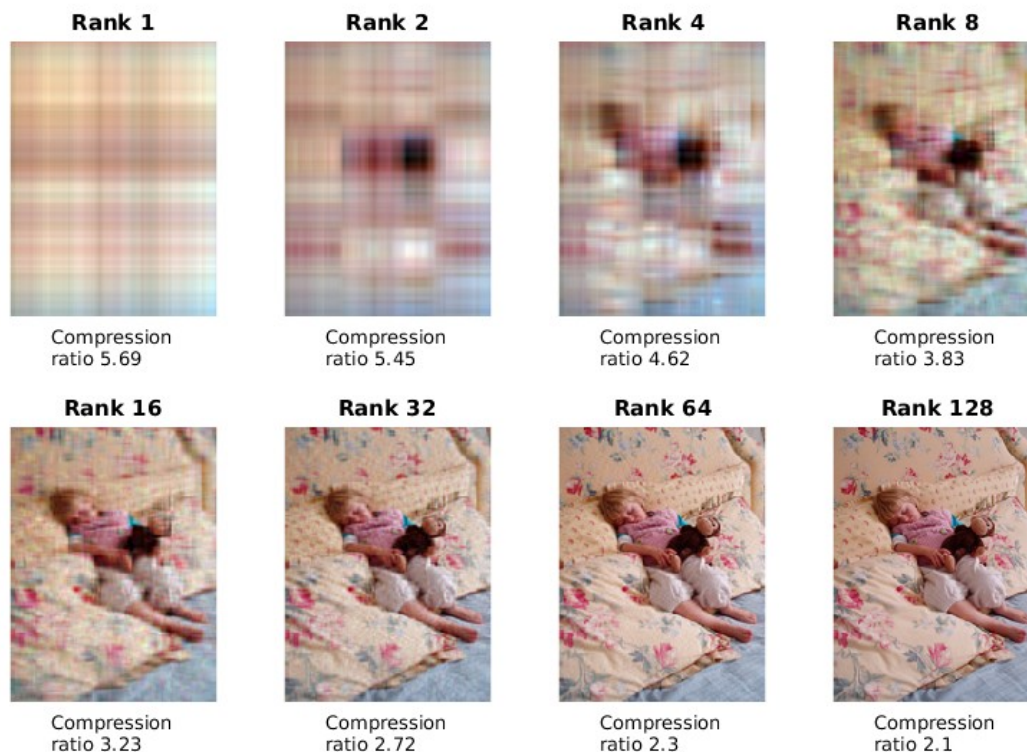 Rank 1
Rank 2
Rank 4
Rank 8
Compression
ratio 5.69
Compression
ratio 5.45
Compression
ratio 4.62
Compression
ratio 3.83
Rank 16
Rank 32
Rank 64
Rank 128
Compression
ratio 3.23
Compression
ratio 2.72
Compression
ratio 2.3
Compression
ratio 2.1